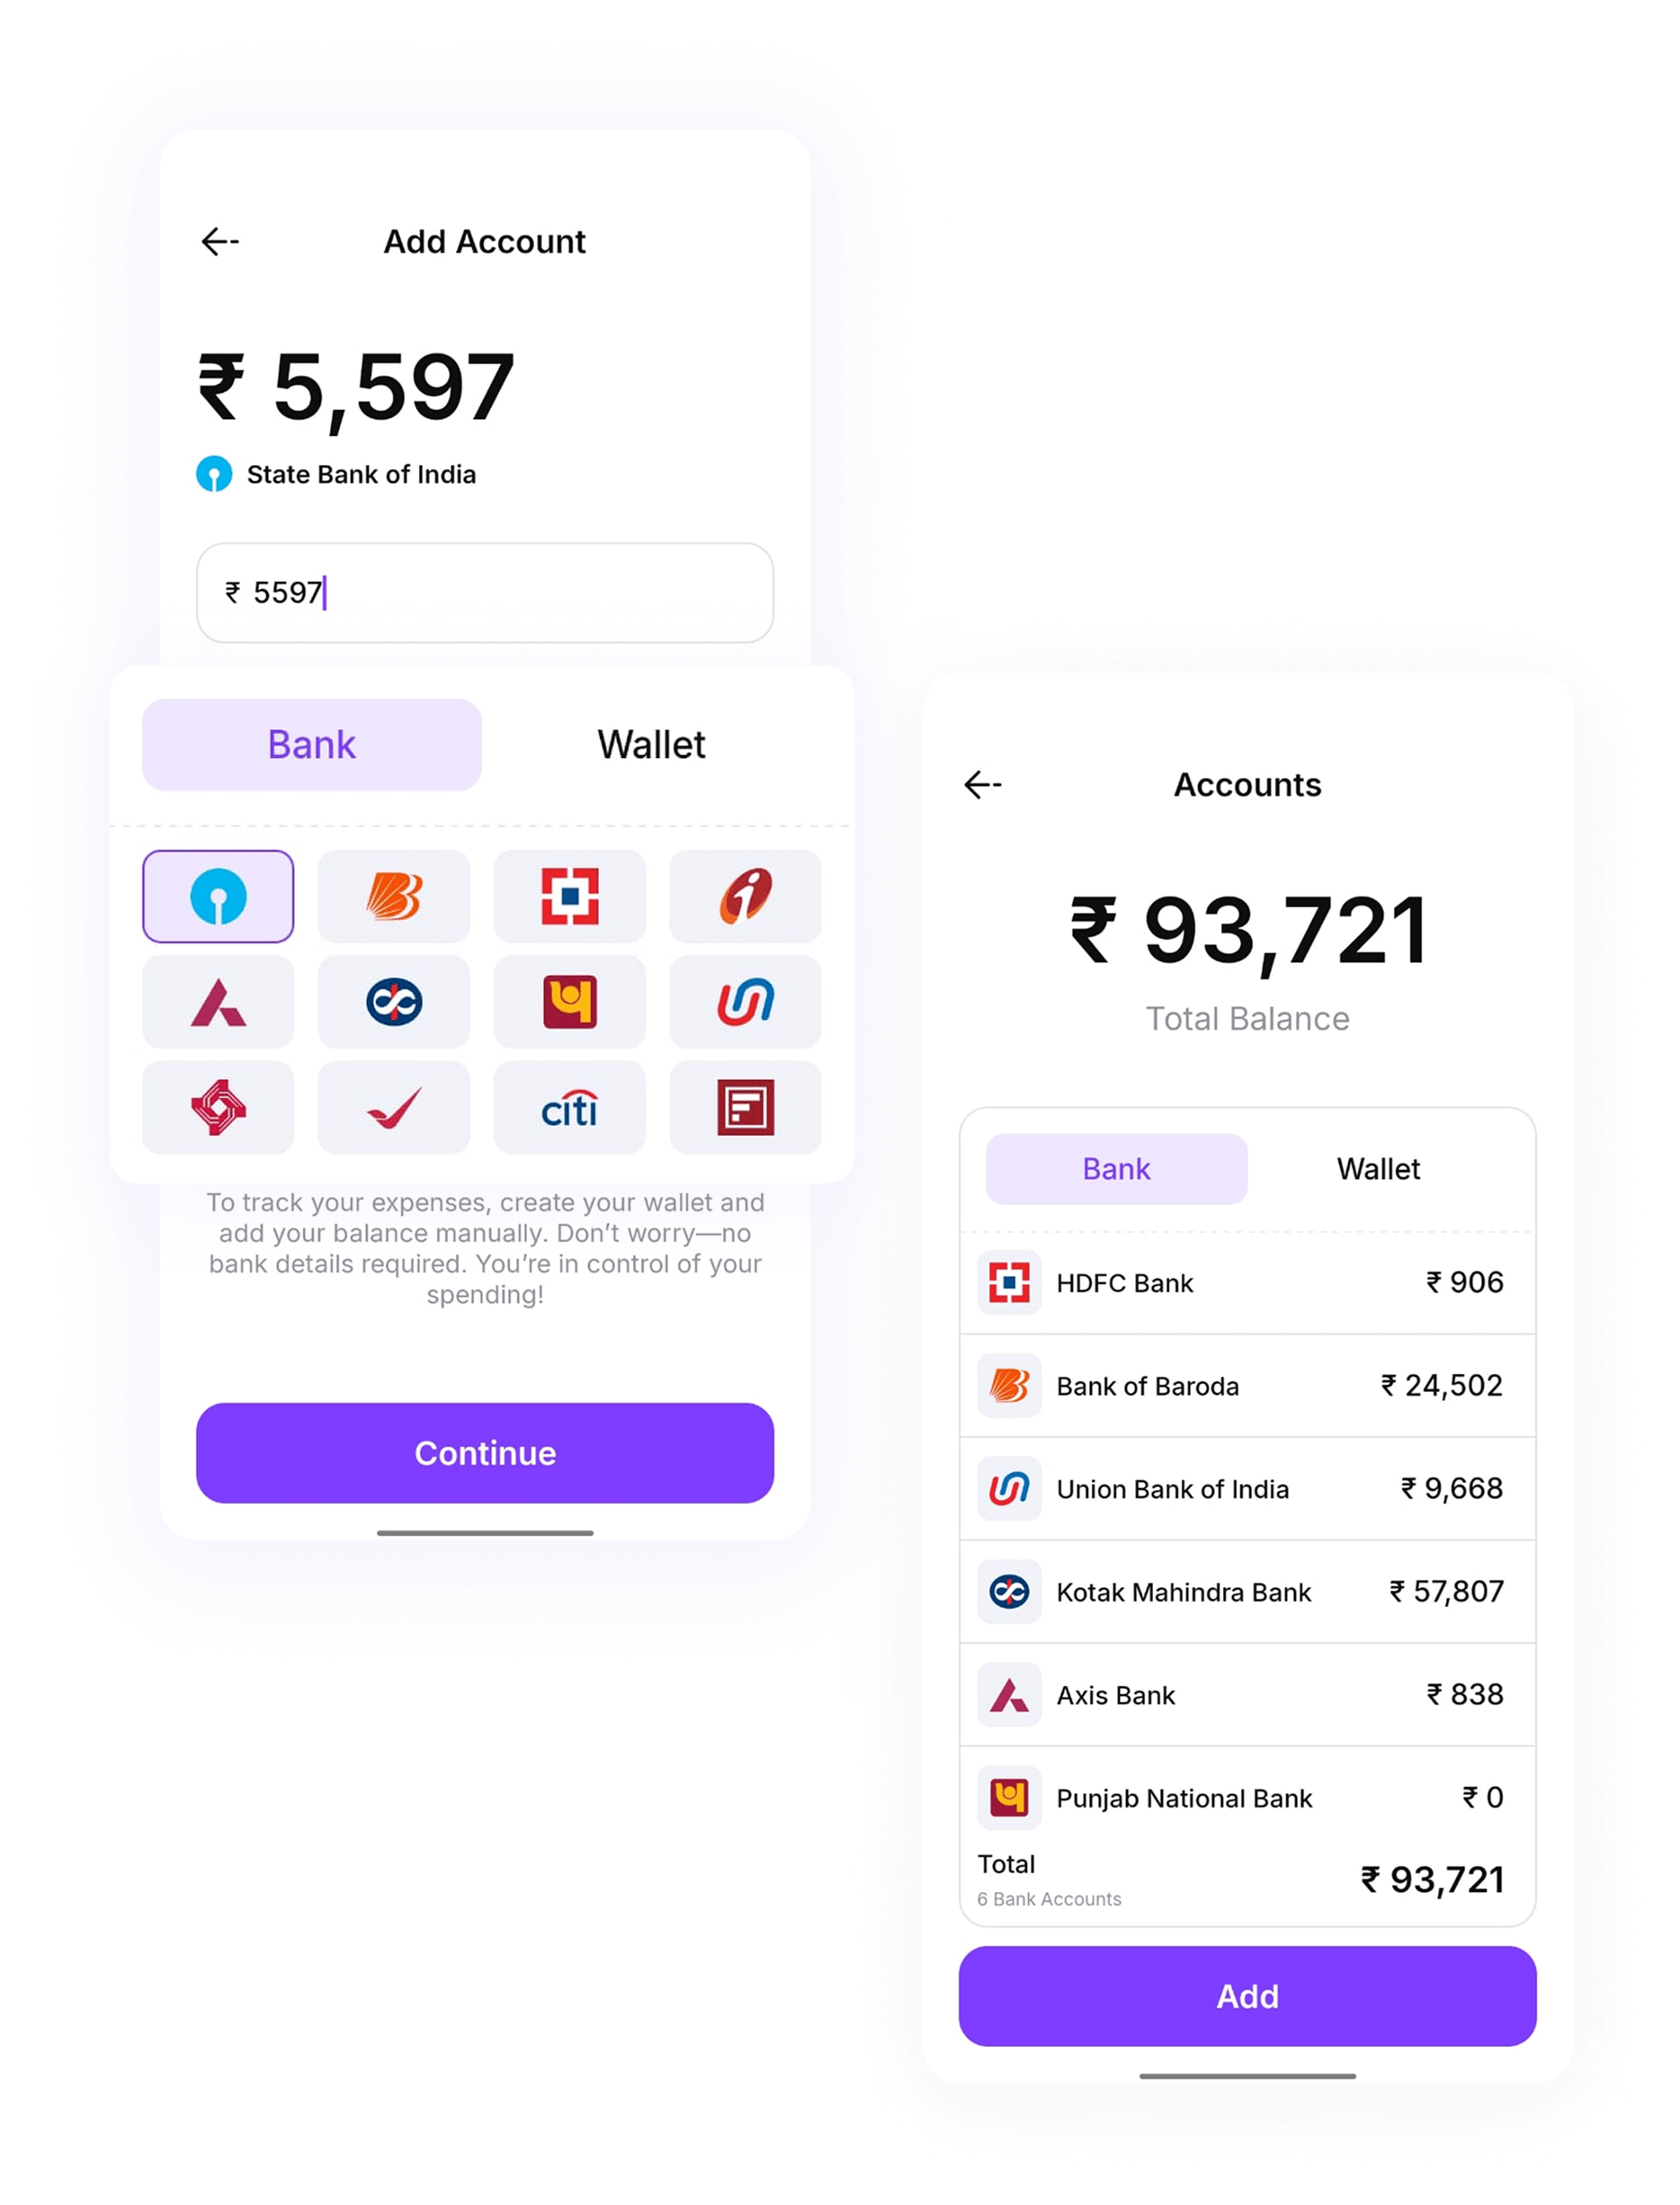 Add Account
₹ 5,597
State Bank of India
₹ 5597
Bank
Wallet
citi
To track your expenses, create your wallet and
add your balance manually. Don’t worry—no
bank details required. You’re in control of your
spending!
Continue
Accounts
₹ 93,721
Total Balance
Bank
Wallet
HDFC Bank ₹ 906
Bank of Baroda ₹ 24,502
Union Bank of India ₹ 9,668
Kotak Mahindra Bank ₹ 57,807
Axis Bank ₹ 838
Punjab National Bank ₹ 0
Total
6 Bank Accounts
₹ 93,721
Add